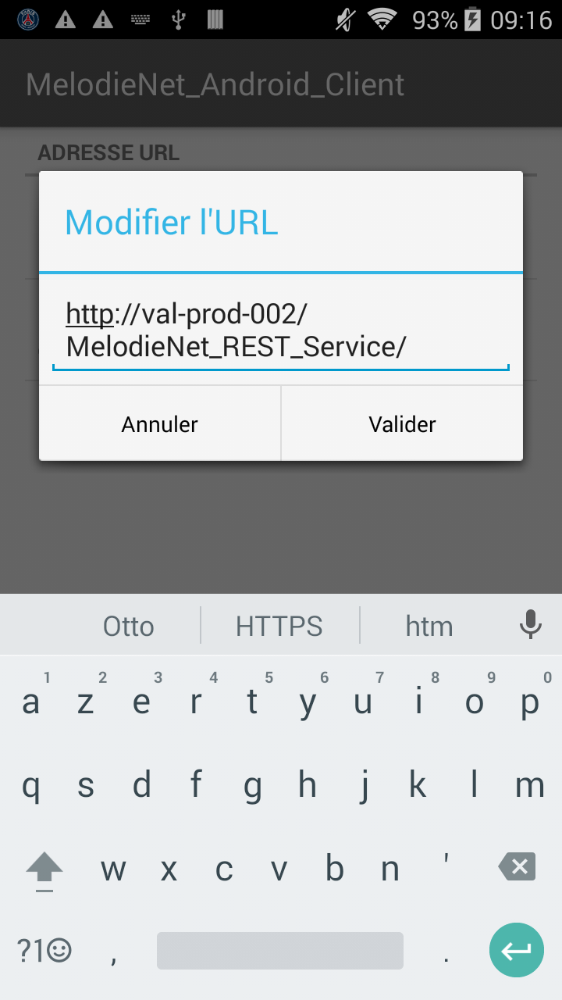 93% 09:16
MelodieNet_Android_Client
ADRESSE URL
Modifier l'URL
http://val-prod-002/
MelodieNet_REST_Service/
Annuler Valider
Otto HTTPS htm
1 2 3 4 5 6 7 8 9 0
a z e r t y u i o p
q s d f g h j k l m
w x c v b n '
?1☺ , .